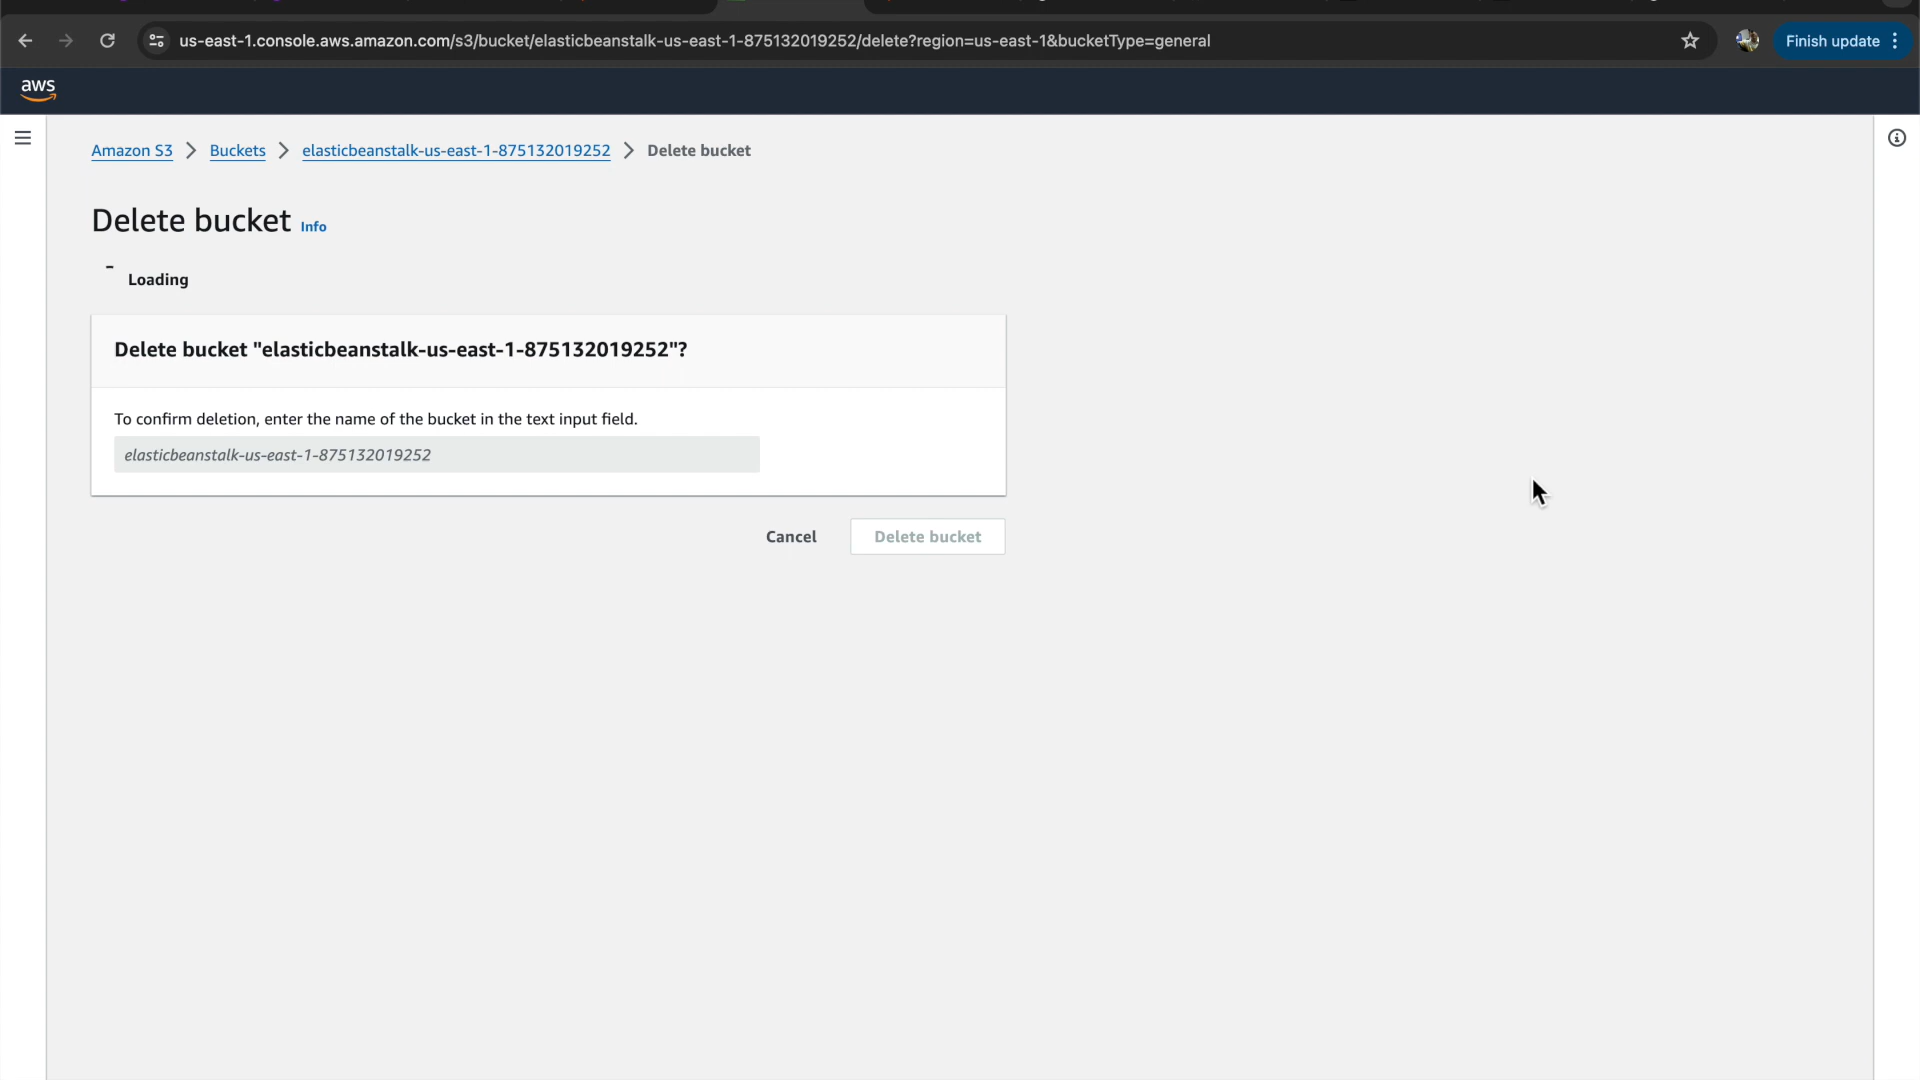 us-east-1.console.aws.amazon.com/s3/bucket/elasticbeanstalk-us-east-1-875132019252/delete?region=us-east-1&bucketType=general
Finish update
aws
Amazon S3 > Buckets > elasticbeanstalk-us-east-1-875132019252 > Delete bucket
Delete bucket Info
Loading
Delete bucket "elasticbeanstalk-us-east-1-875132019252"?
To confirm deletion, enter the name of the bucket in the text input field.
elasticbeanstalk-us-east-1-875132019252
Cancel
Delete bucket